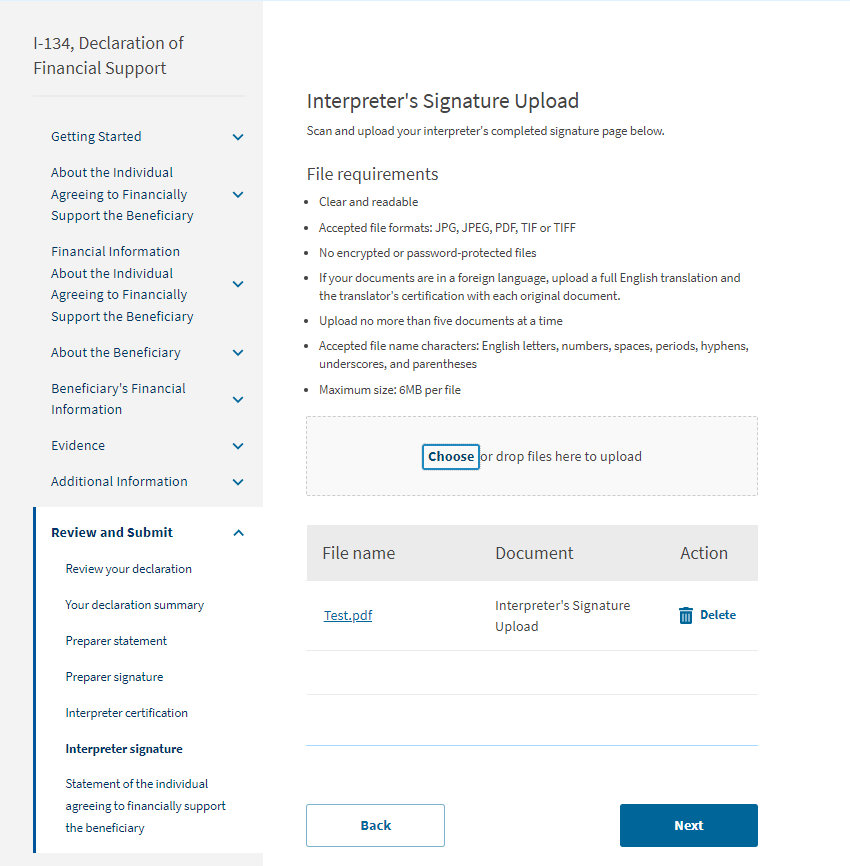 I-134, Declaration of
Financial Support
Getting Started
About the Individual
Agreeing to Financially
Support the Beneficiary
Financial Information
About the Individual
Agreeing to Financially
Support the Beneficiary
About the Beneficiary
Beneficiary's Financial
Information
Evidence
Additional Information
Review and Submit
Review your declaration
Your declaration summary
Preparer statement
Preparer signature
Interpreter certification
Interpreter signature
Statement of the individual
agreeing to financially support
the beneficiary
Interpreter's Signature Upload
Scan and upload your interpreter's completed signature page below.
File requirements
Clear and readable
Accepted file formats: JPG, JPEG, PDF, TIF or TIFF
No encrypted or password-protected files
If your documents are in a foreign language, upload a full English translation and
the translator's certification with each original document.
Upload no more than five documents at a time
Accepted file name characters: English letters, numbers, spaces, periods, hyphens,
underscores, and parentheses
Maximum size: 6MB per file
Choose or drop files here to upload
File name Document Action
Test.pdf Interpreter's Signature Delete
Upload
Back Next